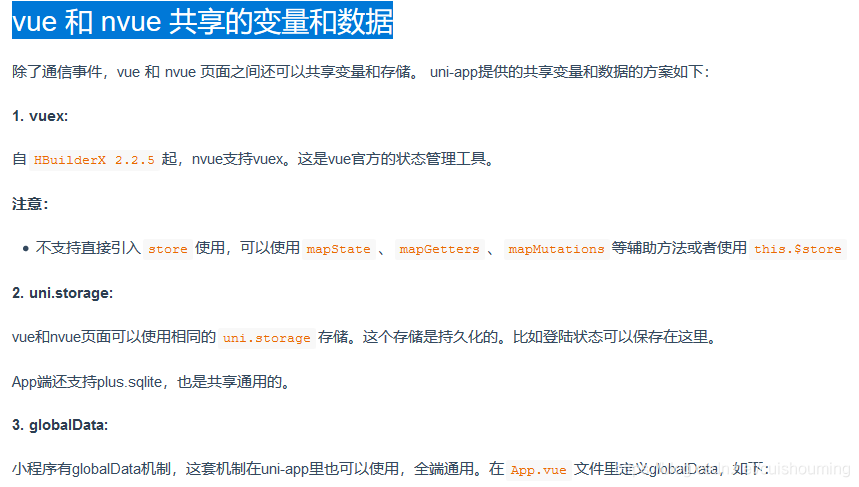 vue 和 nvue 共享的变量和数据
除了通信事件，vue 和 nvue 页面之间还可以共享变量和存储。 uni-app提供的共享变量和数据的方案如下：
1. vuex:
自 HBuilderX 2.2.5 起，nvue支持vuex。这是vue官方的状态管理工具。
注意：
不支持直接引入 store 使用，可以使用 mapState 、 mapGetters 、 mapMutations 等辅助方法或者使用 this.$store
2. uni.storage:
vue和nvue页面可以使用相同的 uni.storage 存储。这个存储是持久化的。比如登陆状态可以保存在这里。
App端还支持plus.sqlite，也是共享通用的。
3. globalData:
小程序有globalData机制，这套机制在uni-app里也可以使用，全端通用。在 App.vue 文件里定义globalData，如下：